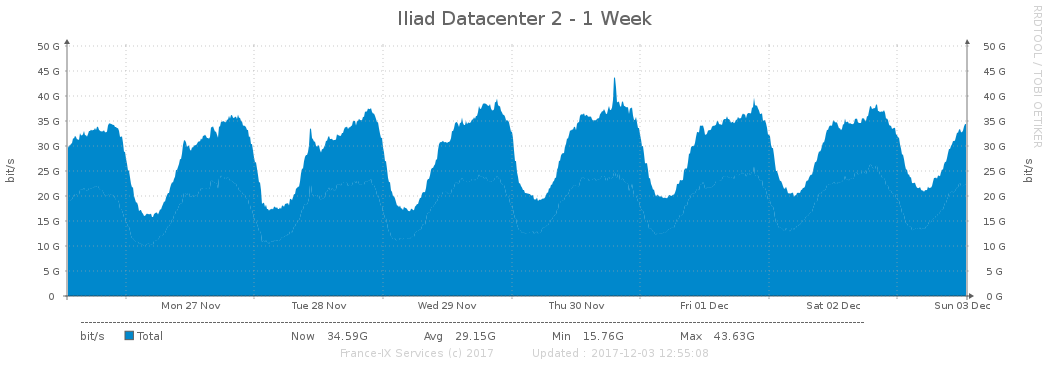 Iliad Datacenter 2 - 1 Week
RRDTOOL / TOBI OETIKER
bit/s
50 G 50 G
45 G 45 G
40 G 40 G
35 G 35 G
30 G 30 G
25 G 25 G
20 G 20 G
15 G 15 G
10 G 10 G
5 G 5 G
0 0 G
bit/s
Mon 27 Nov Tue 28 Nov Wed 29 Nov Thu 30 Nov Fri 01 Dec Sat 02 Dec Sun 03 Dec
bit/s Total Now 34.59G Avg 29.15G Min 15.76G Max 43.63G
France-IX Services (c) 2017 Updated : 2017-12-03 12:55:08